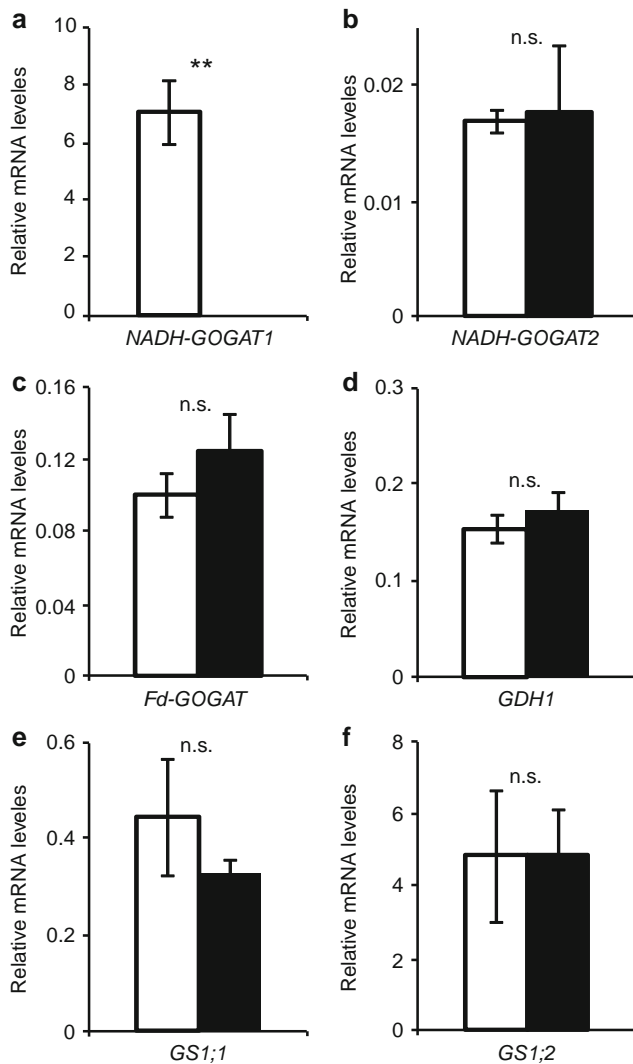 a
10
8
6
4
2
0
Relative mRNA leveles
**
NADH-GOGAT1
b
0.02
0.01
0
Relative mRNA leveles
n.s.
NADH-GOGAT2
c
0.16
0.12
0.08
0.04
0
Relative mRNA leveles
n.s.
Fd-GOGAT
d
0.3
0.2
0.1
0
Relative mRNA leveles
n.s.
GDH1
e
0.6
0.4
0.2
0
Relative mRNA leveles
n.s.
GS1;1
f
8
6
4
2
0
Relative mRNA leveles
n.s.
GS1;2